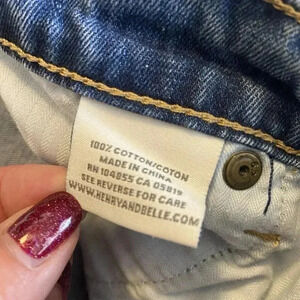 100% COTTON/COTON
MADE IN CHINA
RN 104855 CA 05819
SEE REVERSE FOR CARE
WWW.HENRYANDBELLE.COM